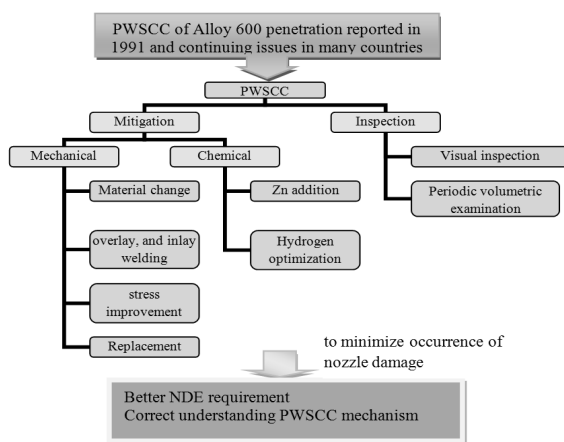 PWSCC of Alloy 600 penetration reported in
1991 and continuing issues in many countries
PWSCC
Mitigation
Inspection
Mechanical
Chemical
Visual inspection
Material change
Zn addition
Periodic volumetric
examination
overlay, and inlay
welding
Hydrogen
optimization
stress
improvement
Replacement
to minimize occurrence of
nozzle damage
Better NDE requirement
Correct understanding PWSCC mechanism